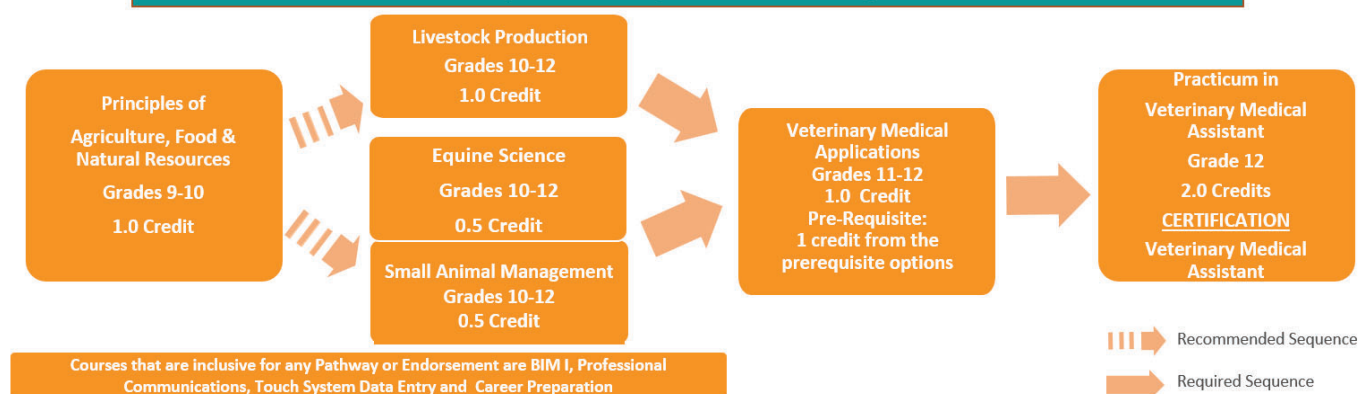 Principles of
Agriculture, Food &
Natural Resources
Grades 9-10
1.0 Credit
Livestock Production
Grades 10-12
1.0 Credit
Equine Science
Grades 10-12
0.5 Credit
Small Animal Management
Grades 10-12
0.5 Credit
Veterinary Medical
Applications
Grades 11-12
1.0 Credit
Pre-Requisite:
1 credit from the
prerequisite options
Practicum in
Veterinary Medical
Assistant
Grade 12
2.0 Credits
CERTIFICATION
Veterinary Medical
Assistant
Recommended Sequence
Required Sequence
Courses that are inclusive for any Pathway or Endorsement are BIM I, Professional
Communications, Touch System Data Entry and Career Preparation